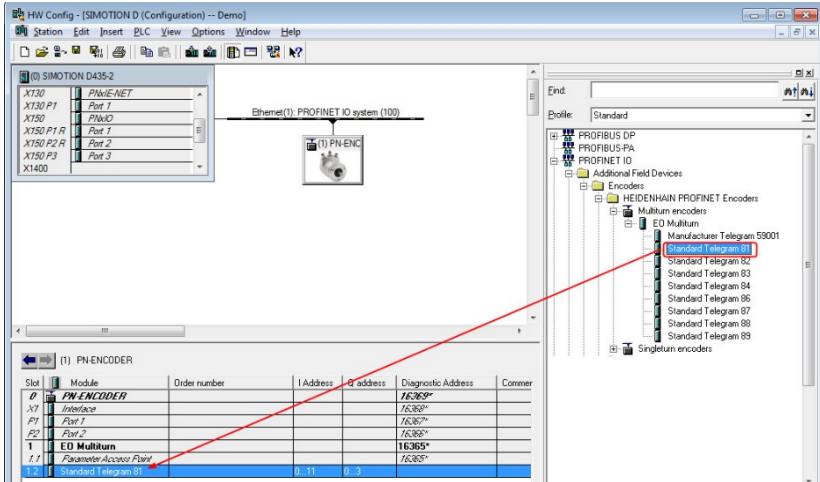 HW Config - [SIMOTION D (Configuration) -- Demo]
Station Edit Insert PLC View Options Window Help
(0) SIMOTION D435-2
X130 PNxIE-NET
X130 P1 Port 1
X150 PNxIO
X150 P1 R Port 1
X150 P2 R Port 2
X150 P3 Port 3
X1400
Ethernet(1): PROFINET IO system (100)
(1) PN-ENC
Find:
Profile: Standard
PROFIBUS DP
PROFIBUS-PA
PROFINET IO
Additional Field Devices
Encoders
HEIDENHAIN PROFINET Encoders
Multiturn encoders
EO Multiturn
Manufacturer Telegram 59001
Standard Telegram 81
Standard Telegram 82
Standard Telegram 83
Standard Telegram 84
Standard Telegram 86
Standard Telegram 87
Standard Telegram 88
Standard Telegram 89
Singleturn encoders
(1) PN-ENCODER
Slot Module Order number I Address Q address Diagnostic Address Commer
0 PN-ENCODER 16369*
X1 Interface 16368*
P1 Port 1 16367*
P2 Port 2 16366*
1 EO Multiturn 16365*
1.1 Parameter Access Point 16365*
1.2 Standard Telegram 81 0...11 0...3